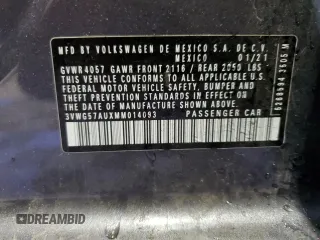 MFD. BY VOLKSWAGEN DE MEXICO S.A. DE C.V.
MEXICO 01/21
GVWR4057 GAWR FRONT 2116 / REAR 2050 LBS
THIS VEHICLE CONFORMS TO ALL APPLICABLE
FEDERAL MOTOR VEHICLE SAFETY BUMPER AND
THEFT PREVENTION STANDARDS IN EFFECT ON
THE DATE OF MANUFACTURE SHOWN ABOVE
3VWG57AUXMM014093 PASSENGER CAR
DREAMBID